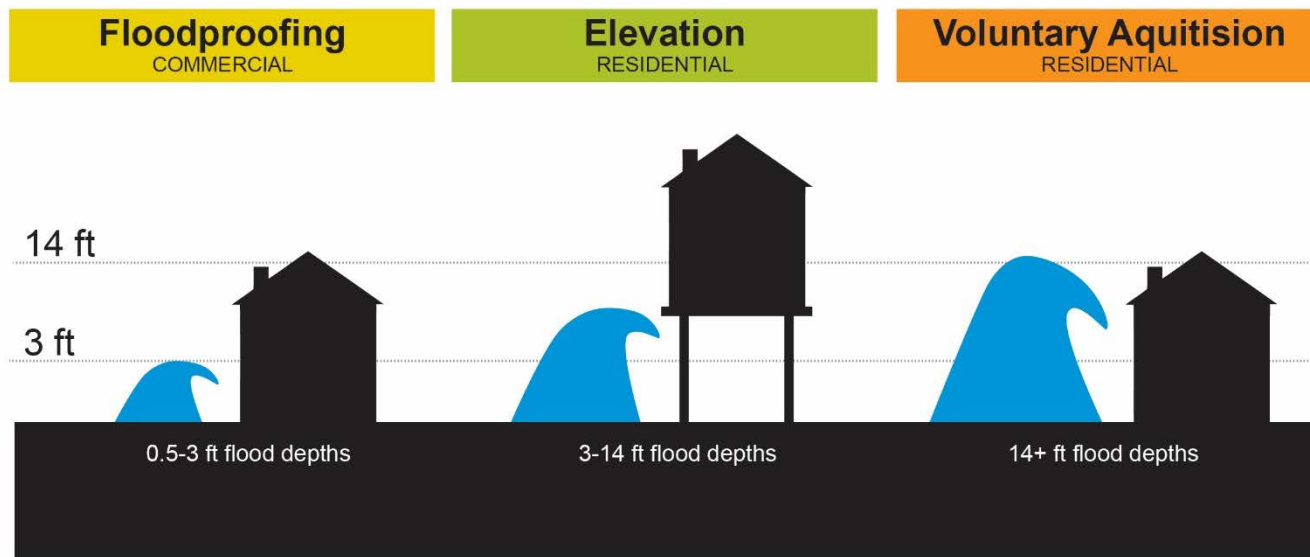 Floodproofing
COMMERCIAL
Elevation
RESIDENTIAL
Voluntary Aquitision
RESIDENTIAL
14 ft
3 ft
0.5-3 ft flood depths
3-14 ft flood depths
14+ ft flood depths